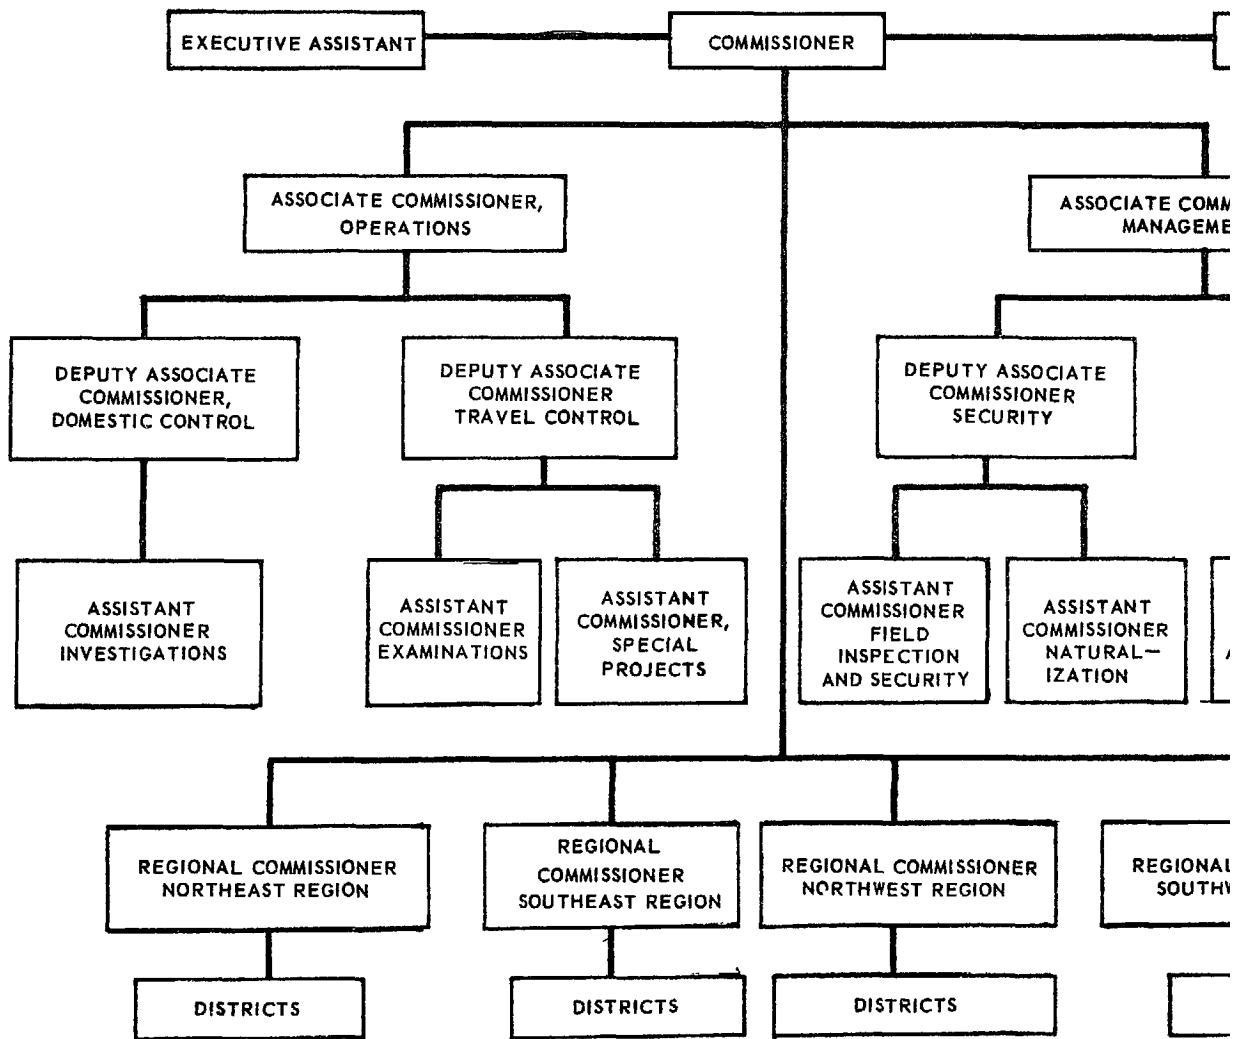 EXECUTIVE ASSISTANT
COMMISSIONER
ASSOCIATE COMMISSIONER,
OPERATIONS
ASSOCIATE
DEPUTY ASSOCIATE
COMMISSIONER,
DOMESTIC CONTROL
DEPUTY ASSOCIATE
COMMISSIONER
TRAVEL CONTROL
DEPUTY ASSOCIATE
COMMISSIONER
SECURITY
ASSISTANT
COMMISSIONER
INVESTIGATIONS
ASSISTANT
COMMISSIONER
EXAMINATIONS
ASSISTANT
COMMISSIONER,
SPECIAL
PROJECTS
ASSISTANT
COMMISSIONER
FIELD
INSPECTION
AND SECURITY
ASSISTANT
COMMISSIONER
NATURAL—
IZATION
REGIONAL COMMISSIONER
NORTHEAST REGION
REGIONAL
COMMISSIONER
SOUTHEAST REGION
REGIONAL COMMISSIONER
NORTHWEST REGION
REGIONAL
DISTRICTS
DISTRICTS
DISTRICTS